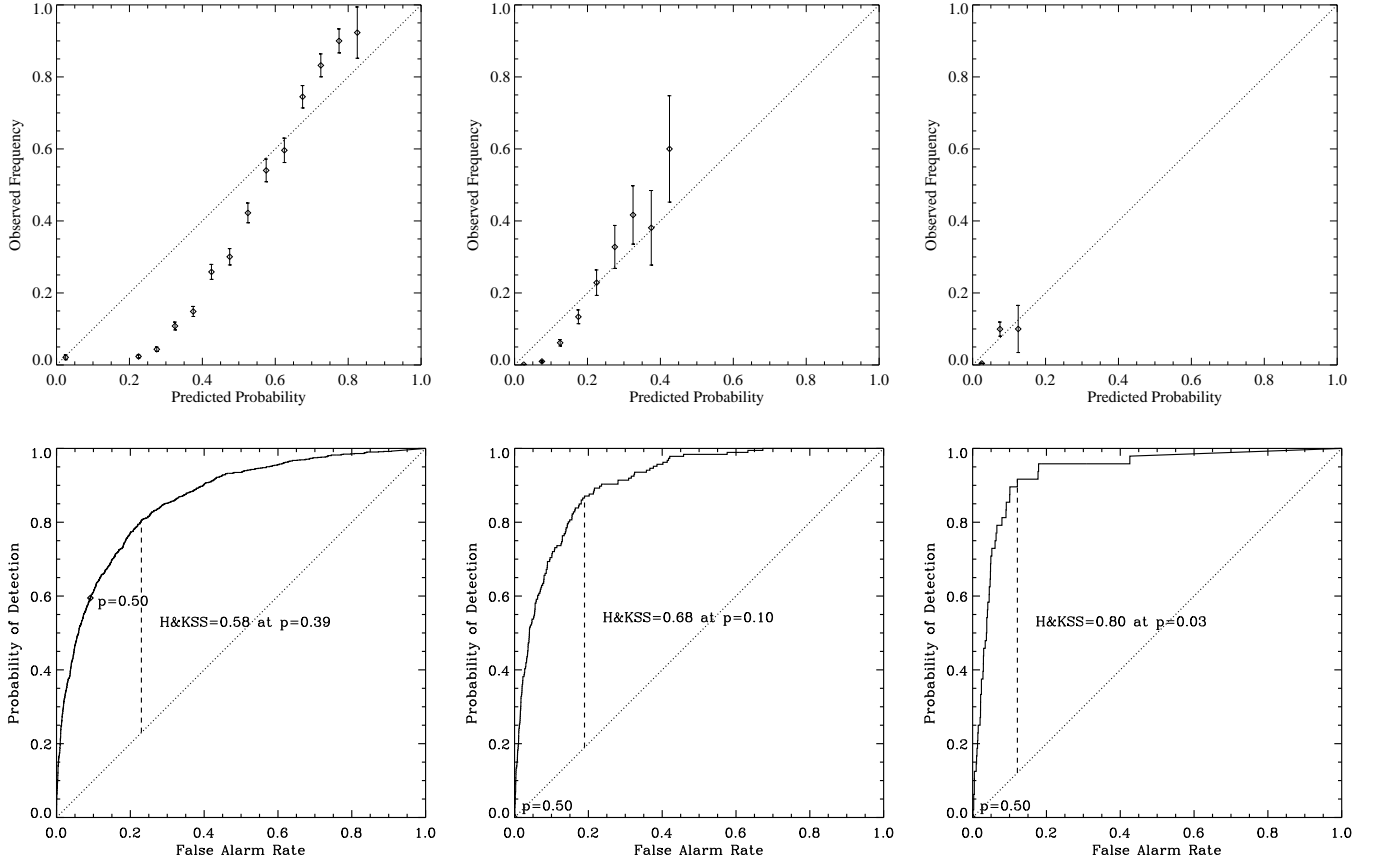 1.0
0.8
0.6
0.4
0.2
0.0
Observed Frequency
0.0 0.2 0.4 0.6 0.8 1.0
Predicted Probability
1.0
0.8
0.6
0.4
0.2
0.0
Observed Frequency
0.0 0.2 0.4 0.6 0.8 1.0
Predicted Probability
1.0
0.8
0.6
0.4
0.2
0.0
Observed Frequency
0.0 0.2 0.4 0.6 0.8 1.0
Predicted Probability
1.0
0.8
0.6
0.4
0.2
0.0
Probability of Detection
p=0.50
H&KSS=0.58 at p=0.39
0.0 0.2 0.4 0.6 0.8 1.0
False Alarm Rate
1.0
0.8
0.6
0.4
0.2
0.0
Probability of Detection
H&KSS=0.68 at p=0.10
p=0.50
0.0 0.2 0.4 0.6 0.8 1.0
False Alarm Rate
1.0
0.8
0.6
0.4
0.2
0.0
Probability of Detection
H&KSS=0.80 at p=0.03
p=0.50
0.0 0.2 0.4 0.6 0.8 1.0
False Alarm Rate